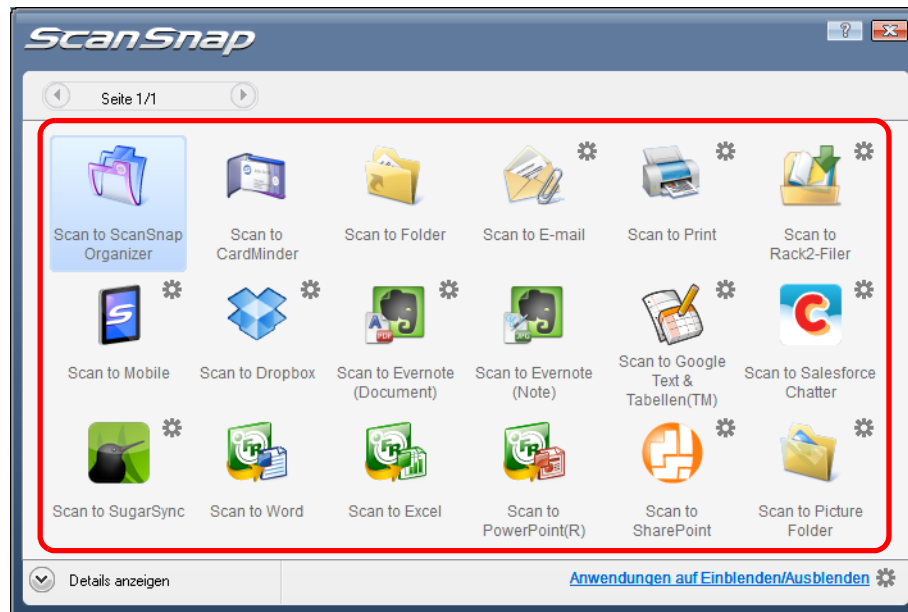 ScanSnap
Seite 1/1
Scan to ScanSnap
Organizer
Scan to
CardMinder
Scan to Folder
Scan to E-mail
Scan to Print
Scan to
Rack2-Filer
Scan to Mobile
Scan to Dropbox
Scan to Evernote
(Document)
Scan to Evernote
(Note)
Scan to Google
Text &
Tabellen(TM)
Scan to Salesforce
Chatter
Scan to SugarSync
Scan to Word
Scan to Excel
Scan to
PowerPoint(R)
Scan to
SharePoint
Scan to Picture
Folder
Details anzeigen
Anwendungen auf Einblenden/Ausblenden